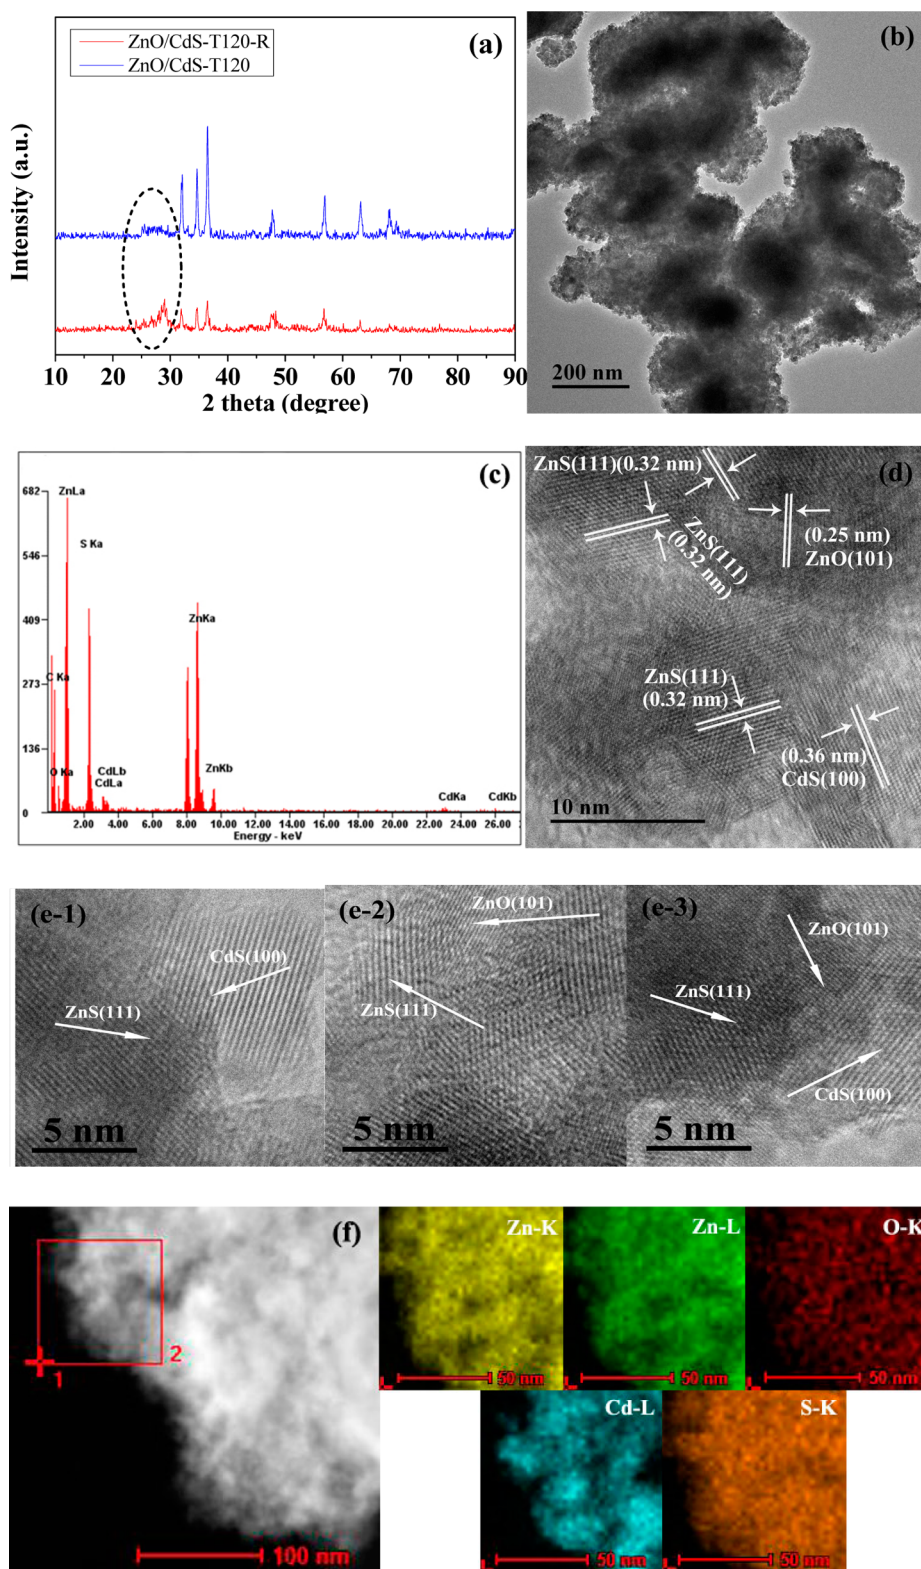 ZnO/CdS-T120-R
ZnO/CdS-T120
(a)
Intensity (a.u.)
10 20 30 40 50 60 70 80 90
2 theta (degree)
(b)
200 nm
(c)
682
546
409
273
136
0
ZnLa
S Ka
C Ka
O Ka
CdLb
CdLa
ZnKa
ZnKb
CdKa
CdKb
2.00 4.00 6.00 8.00 10.00 12.00 14.00 16.00 18.00 20.00 22.00 24.00 26.00
Energy - keV
(d)
ZnS(111)(0.32 nm)
ZnS(111)
(0.32 nm)
(0.25 nm)
ZnO(101)
ZnS(111)
(0.32 nm)
(0.36 nm)
CdS(100)
10 nm
(e-1)
CdS(100)
ZnS(111)
5 nm
(e-2)
ZnO(101)
ZnS(111)
5 nm
(e-3)
ZnO(101)
ZnS(111)
CdS(100)
5 nm
(f)
1
2
100 nm
Zn-K
50 nm
Zn-L
50 nm
O-K
50 nm
Cd-L
50 nm
S-K
50 nm